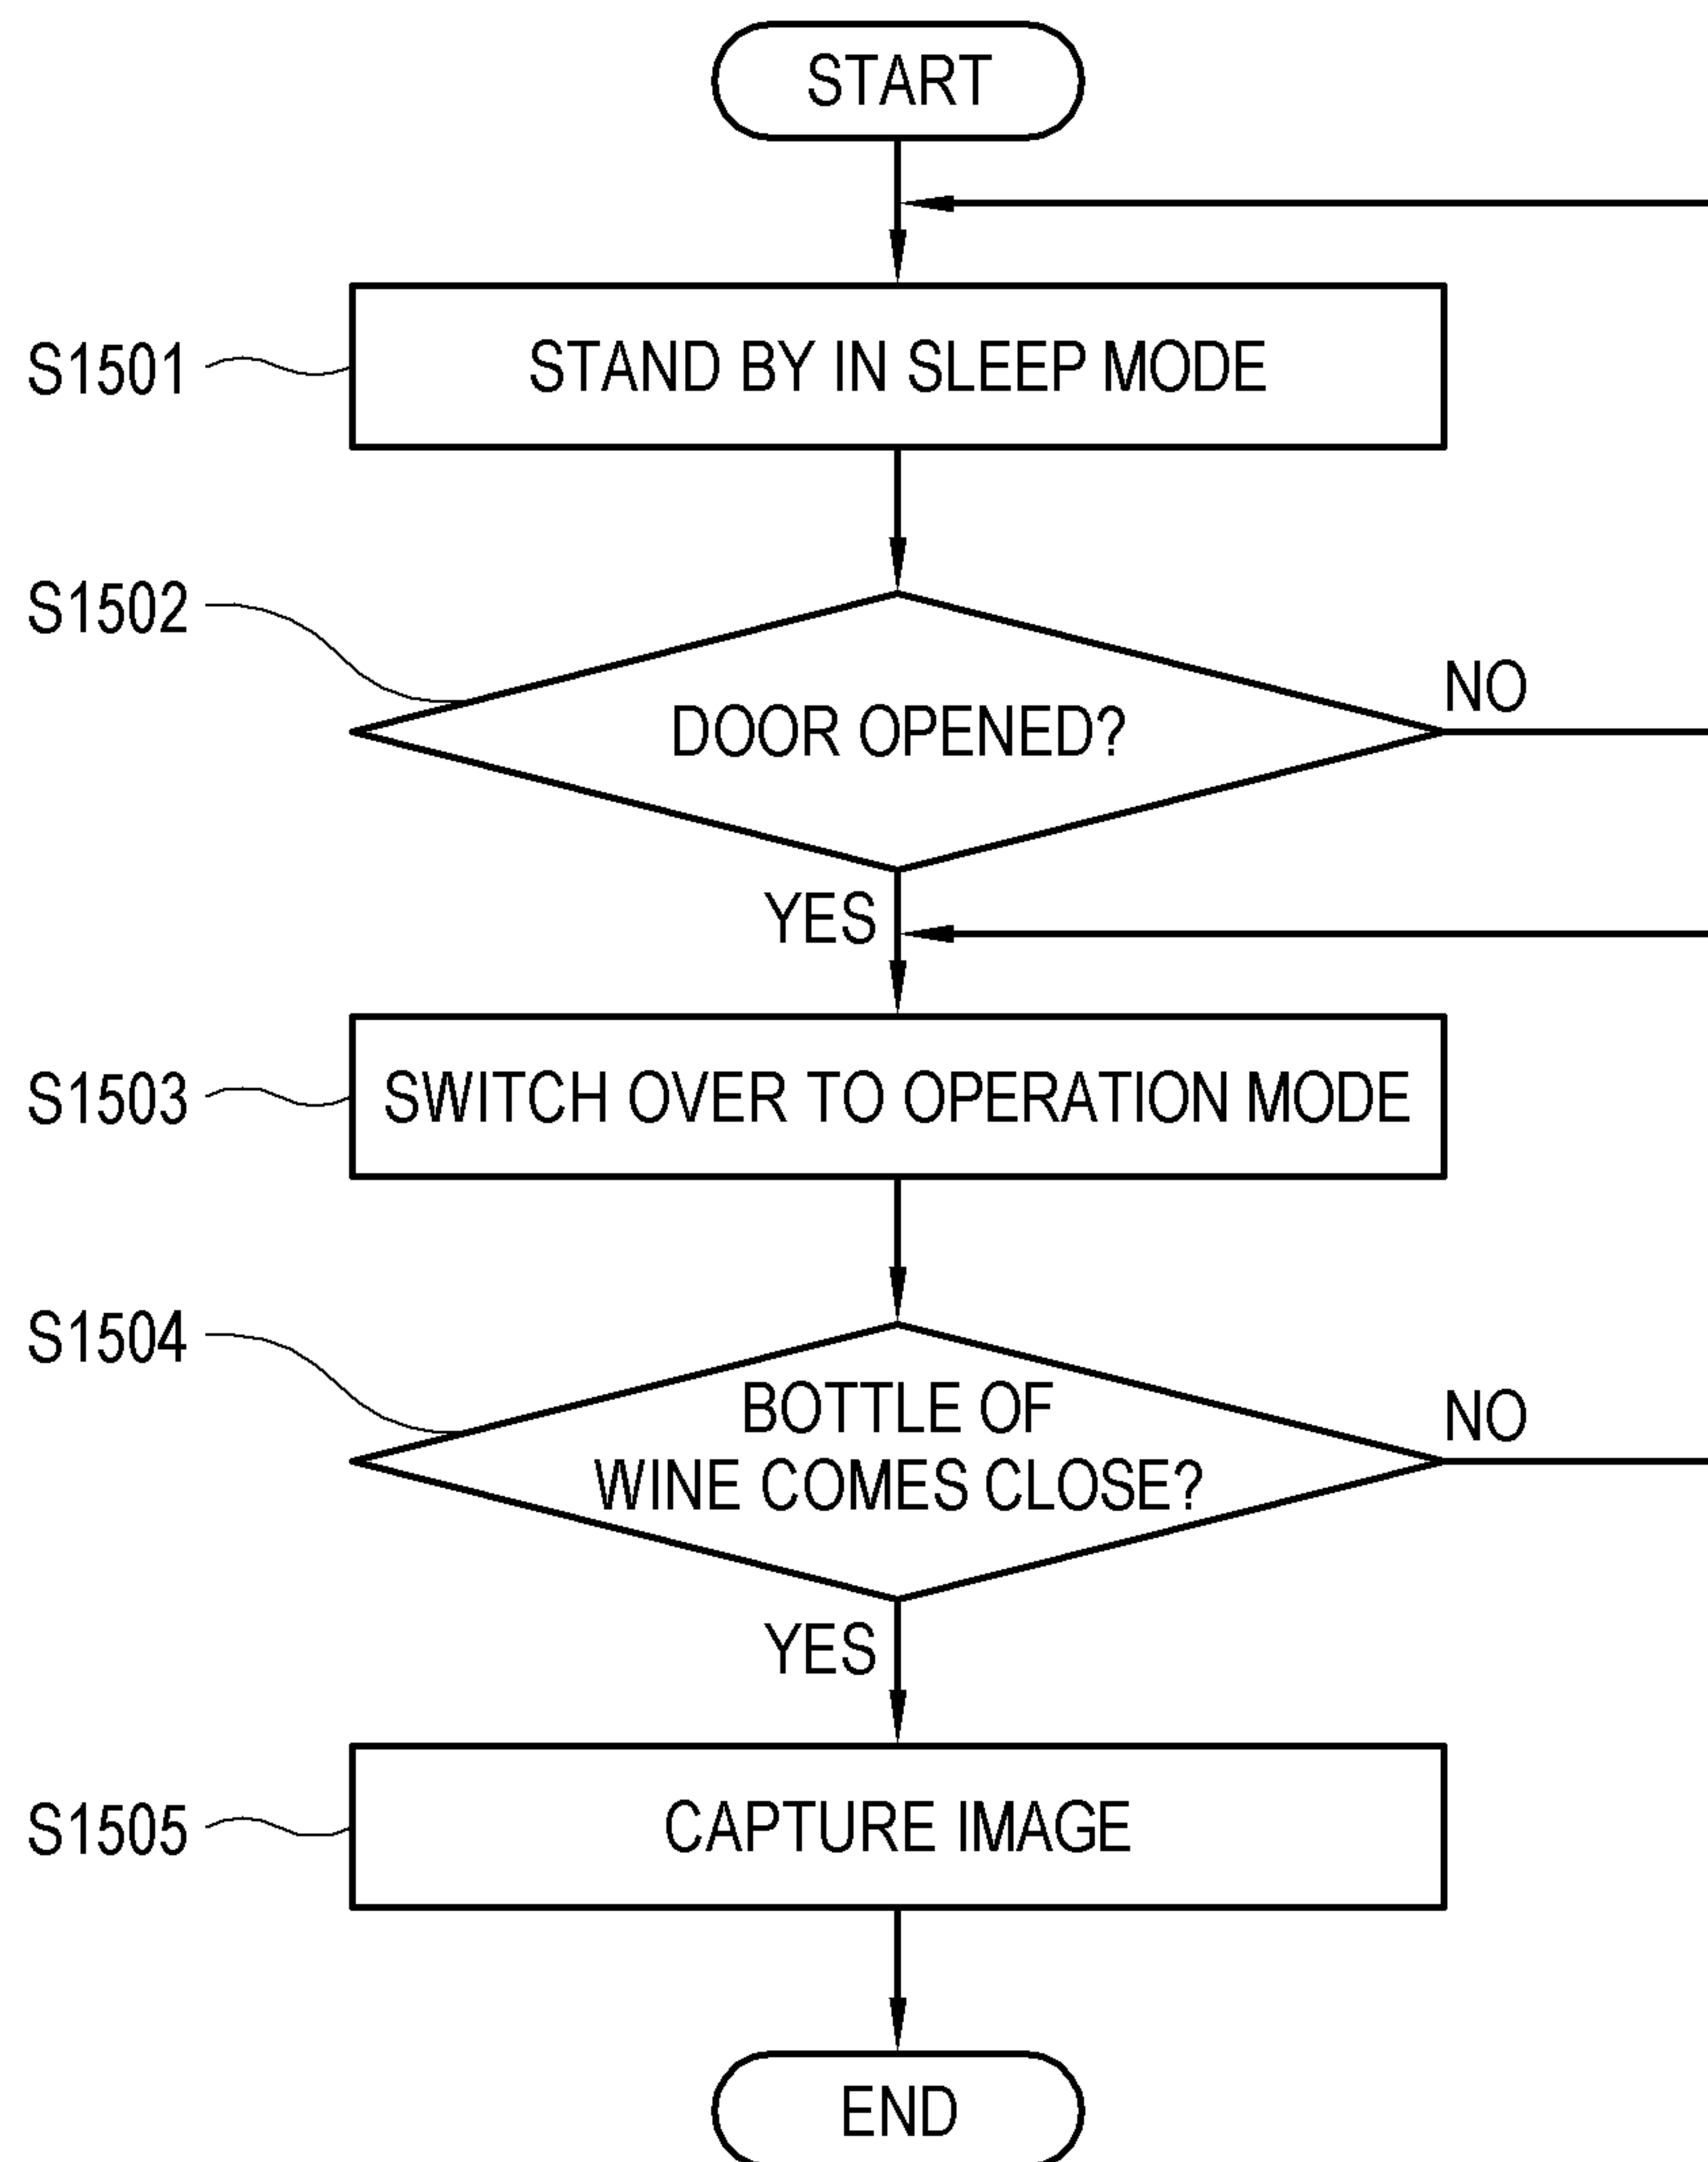 START
S1501
STAND BY IN SLEEP MODE
S1502
DOOR OPENED?
NO
YES
S1503
SWITCH OVER TO OPERATION MODE
S1504
BOTTLE OF
WINE COMES CLOSE?
NO
YES
S1505
CAPTURE IMAGE
END